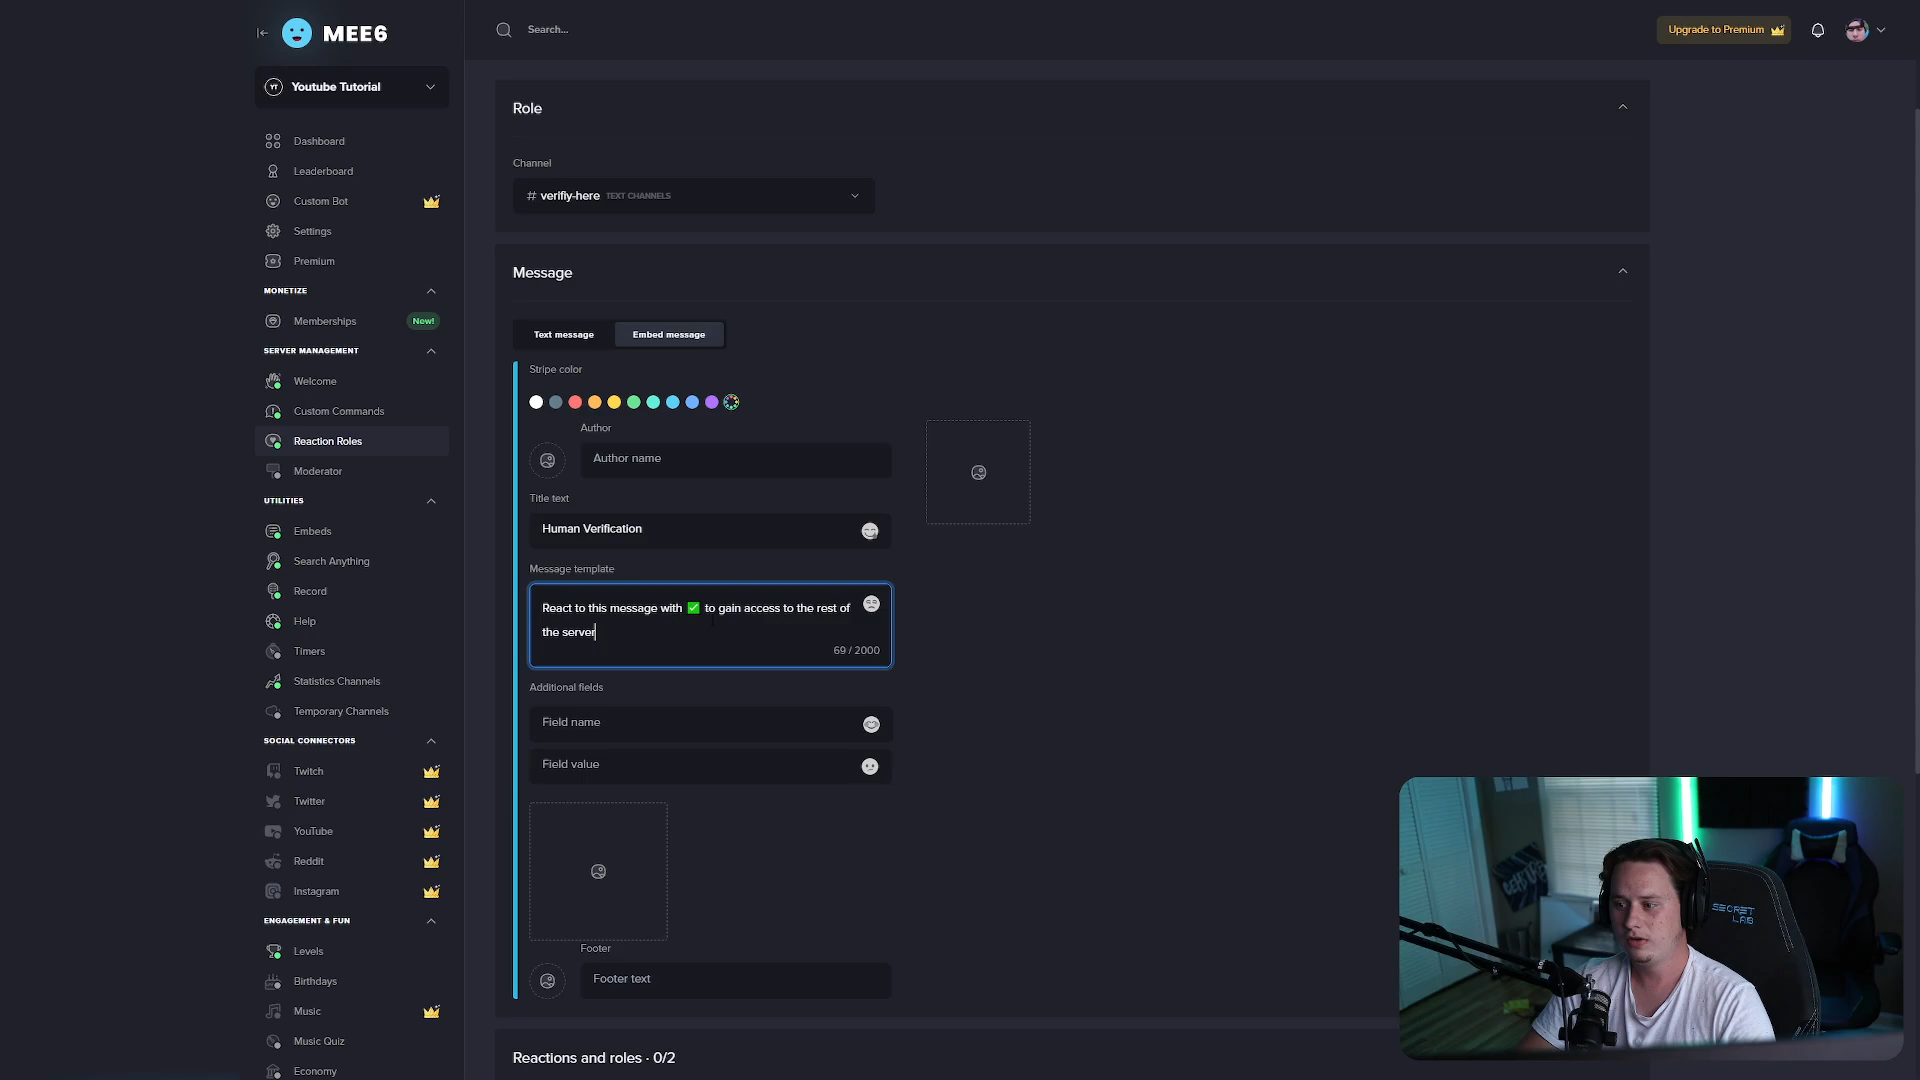 MEE6
Search...
Upgrade to Premium
YT Youtube Tutorial
Dashboard
Leaderboard
Custom Bot
Settings
Premium
MONETIZE
Memberships New!
SERVER MANAGEMENT
Welcome
Custom Commands
Reaction Roles
Moderator
UTILITIES
Embeds
Search Anything
Record
Help
Timers
Statistics Channels
Temporary Channels
SOCIAL CONNECTORS
Twitch
Twitter
YouTube
Reddit
Instagram
ENGAGEMENT & FUN
Levels
Birthdays
Music
Music Quiz
Economy
Role
Channel
# verifiy-here TEXT CHANNELS
Message
Text message Embed message
Stripe color
Author
Author name
Title text
Human Verification
Message template
React to this message with ✅ to gain access to the rest of
the server
69 / 2000
Additional fields
Field name
Field value
Footer
Footer text
Reactions and roles · 0/2
SECRET
LAB